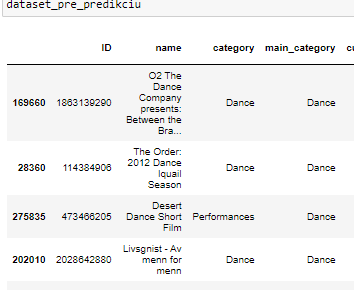 dataset_pre_predikciu
ID name category main_category
O2 The
Dance
Company
presents:
Between the
Bra...
169660 1863139290 Dance Dance
The Order:
2012 Dance
Iquail
Season
28360 114384906 Dance Dance
Desert
Dance Short
Film
275835 473466205 Performances Dance
Livsgnist - Av
menn for
menn
202010 2028642880 Dance Dance